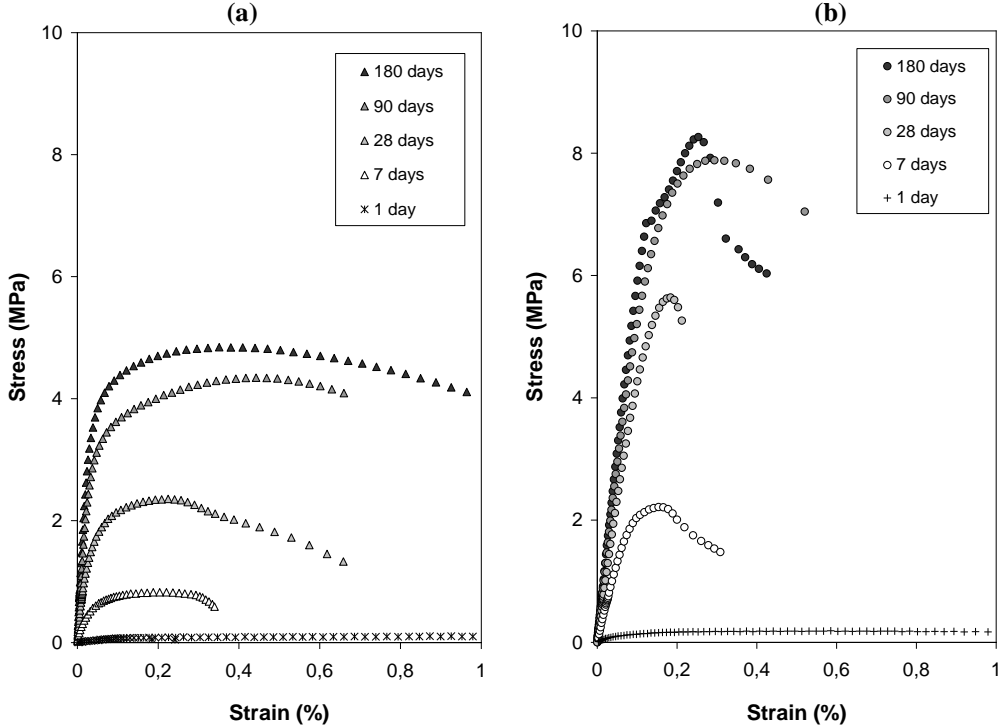 (a)
10
8
6
4
2
0
Stress (MPa)
180 days
90 days
28 days
7 days
1 day
0 0,2 0,4 0,6 0,8 1
Strain (%)
(b)
10
8
6
4
2
0
Stress (MPa)
180 days
90 days
28 days
7 days
1 day
0 0,2 0,4 0,6 0,8 1
Strain (%)